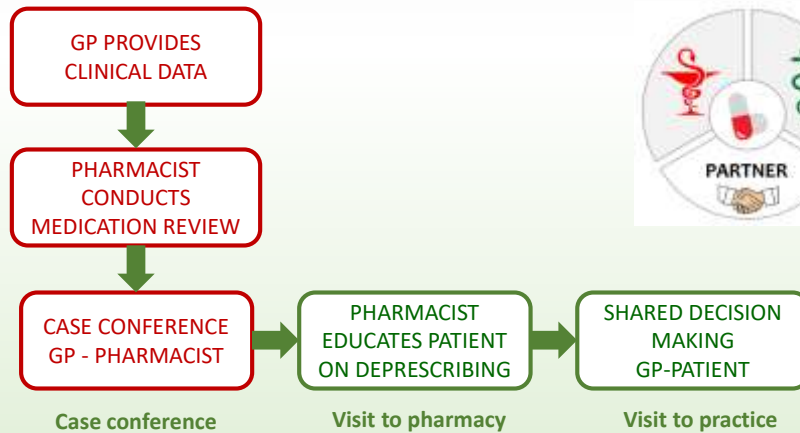 GP PROVIDES
CLINICAL DATA
PARTNER
PHARMACIST
CONDUCTS
MEDICATION REVIEW
CASE CONFERENCE
GP - PHARMACIST
PHARMACIST
EDUCATES PATIENT
ON DEPRESCRIBING
SHARED DECISION
MAKING
GP-PATIENT
Case conference
Visit to pharmacy
Visit to practice